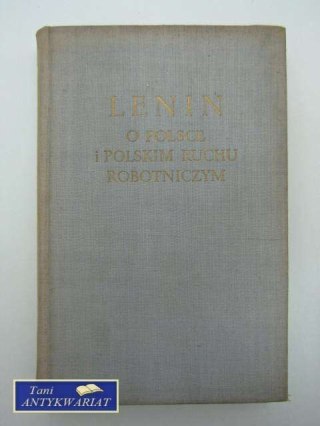 LENIN
O POLSCE
i POLSKIM RUCHU
ROBOTNICZYM
Tani
ANTYKWARIAT